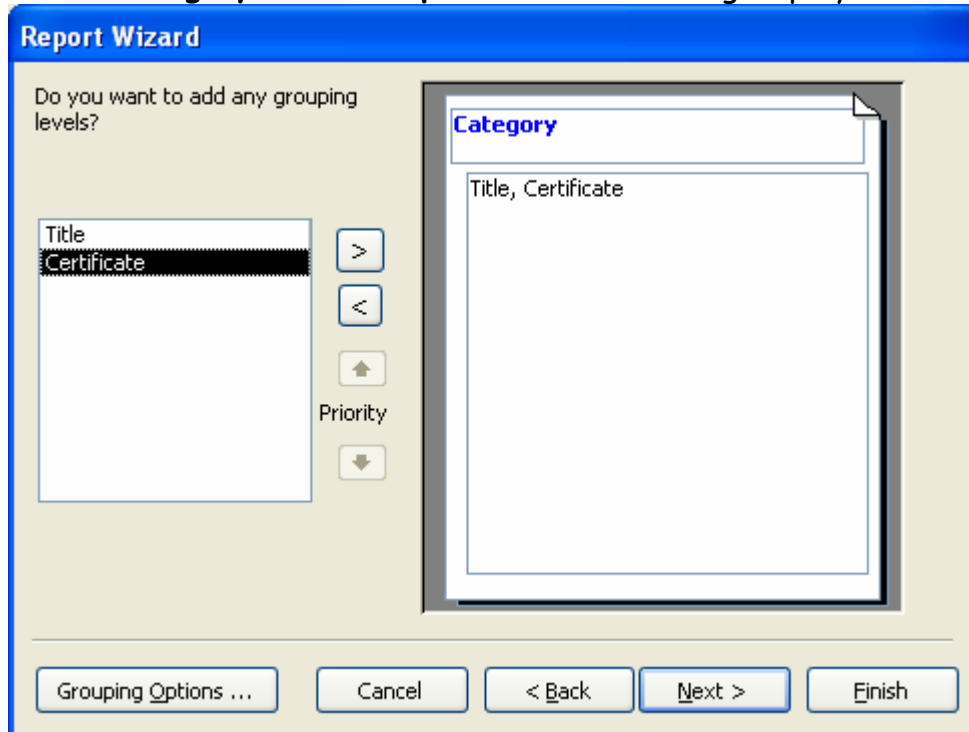 Report Wizard
Do you want to add any grouping
levels?
Category
Title, Certificate
Title
Certificate
>
<
Priority
Grouping Options ...
Cancel
< Back
Next >
Finish